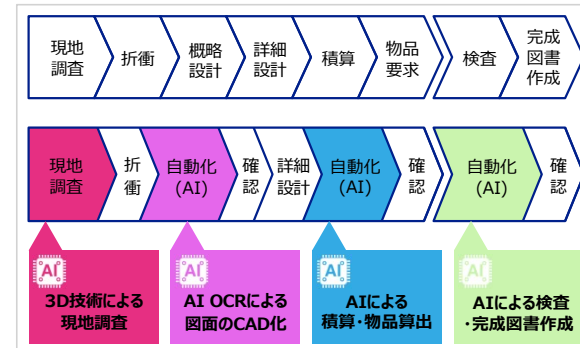 現地
調査
折衝
概略
設計
詳細
設計
積算
物品
要求
検査
完成
図書
作成
現地
調査
折
衝
自動化
(AI)
確
認
詳細
設計
自動化
(AI)
確
認
自動化
(AI)
確
認
AI
3D技術による
現地調査
AI
AI OCRによる
図面のCAD化
AI
AIによる
積算・物品算出
AI
AIによる検査
・完成図書作成